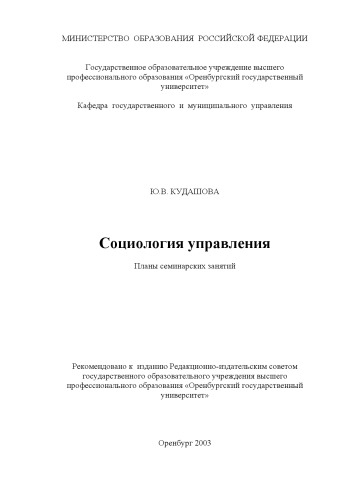 МИНИСТЕРСТВО ОБРАЗОВАНИЯ РОССИЙСКОЙ ФЕДЕРАЦИИ
Государственное образовательное учреждение высшего
профессионального образования «Оренбургский государственный
университет»
Кафедра государственного и муниципального управления
Ю.В. КУДАШОВА
Социология управления
Планы семинарских занятий
Рекомендовано к изданию Редакционно-издательским советом
государственного образовательного учреждения высшего
профессионального образования «Оренбургский государственный
университет»
Оренбург 2003